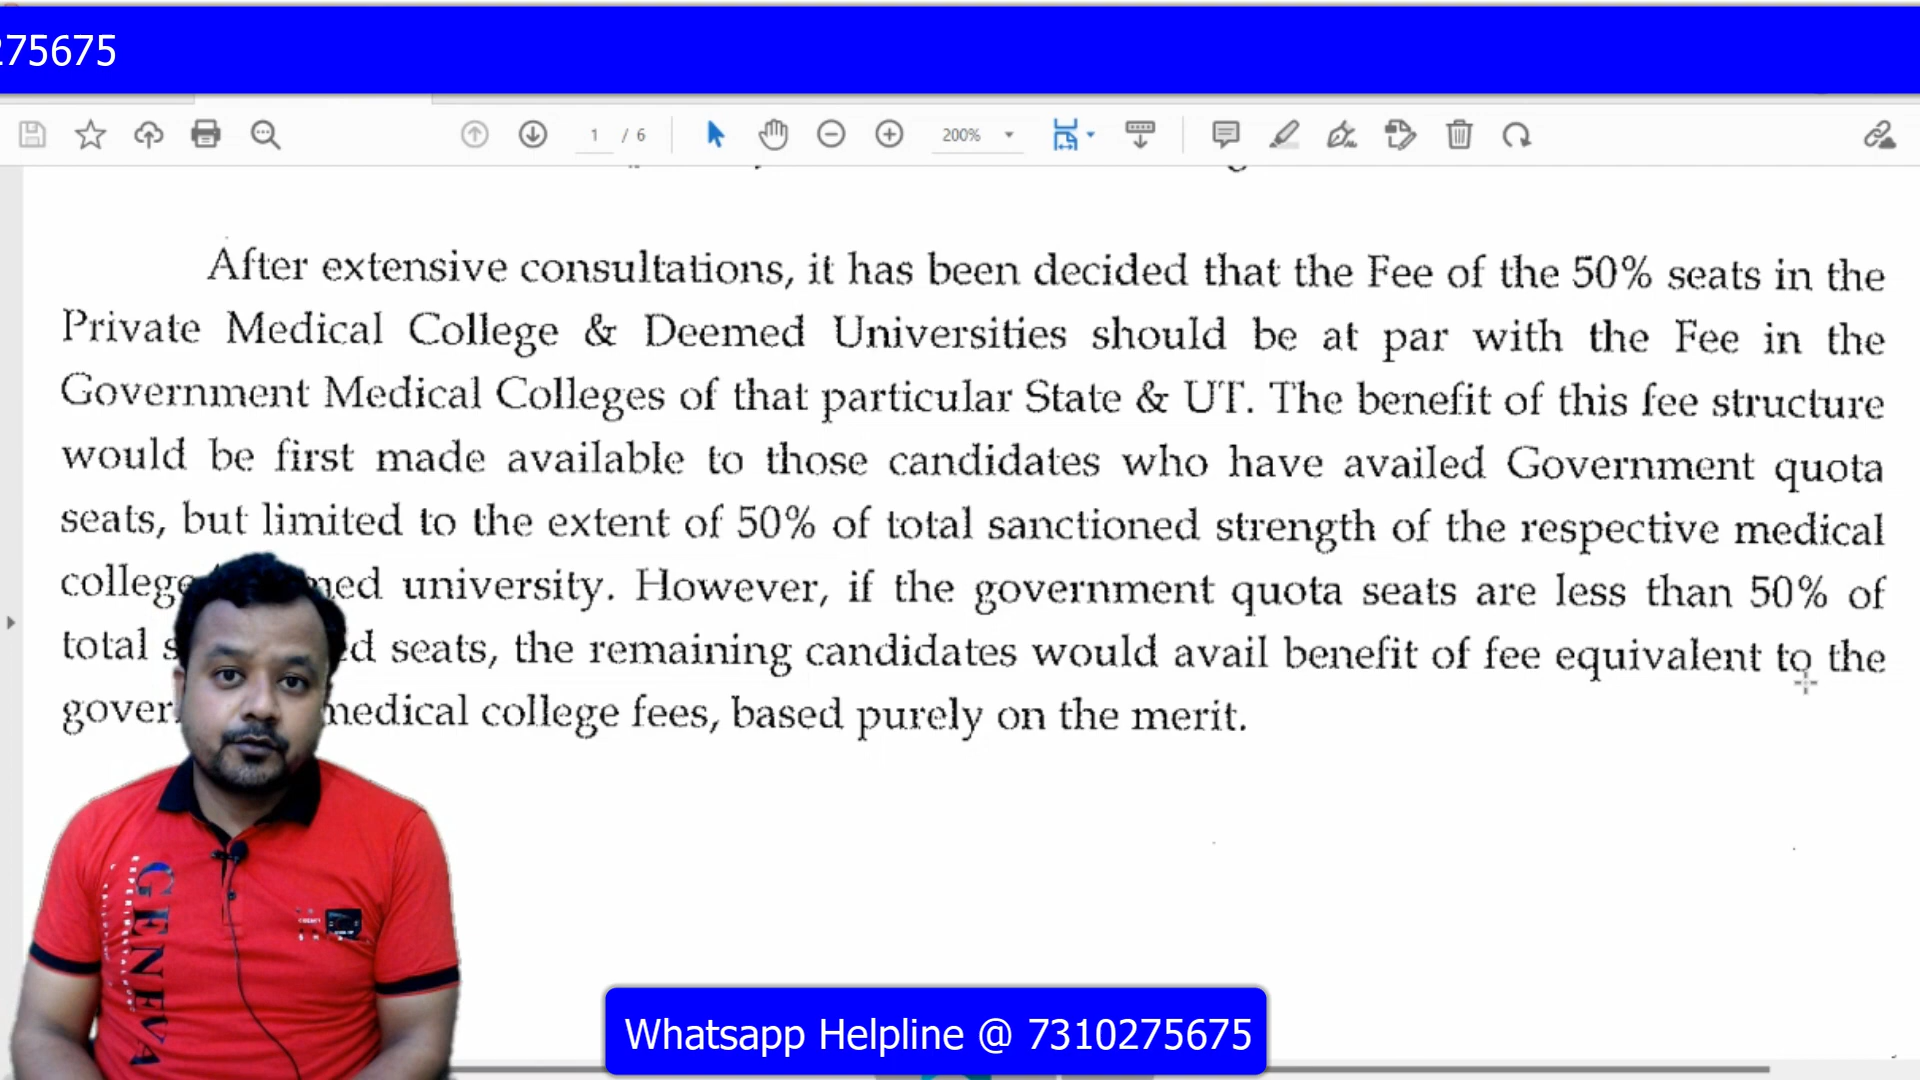 275675
1 / 6
200%
After extensive consultations, it has been decided that the Fee of the 50% seats in the
Private Medical College & Deemed Universities should be at par with the Fee in the
Government Medical Colleges of that particular State & UT. The benefit of this fee structure
would be first made available to those candidates who have availed Government quota
seats, but limited to the extent of 50% of total sanctioned strength of the respective medical
college university. However, if the government quota seats are less than 50% of
total seats, the remaining candidates would avail benefit of fee equivalent to the
medical college fees, based purely on the merit.
GENEVA
Whatsapp Helpline @ 7310275675